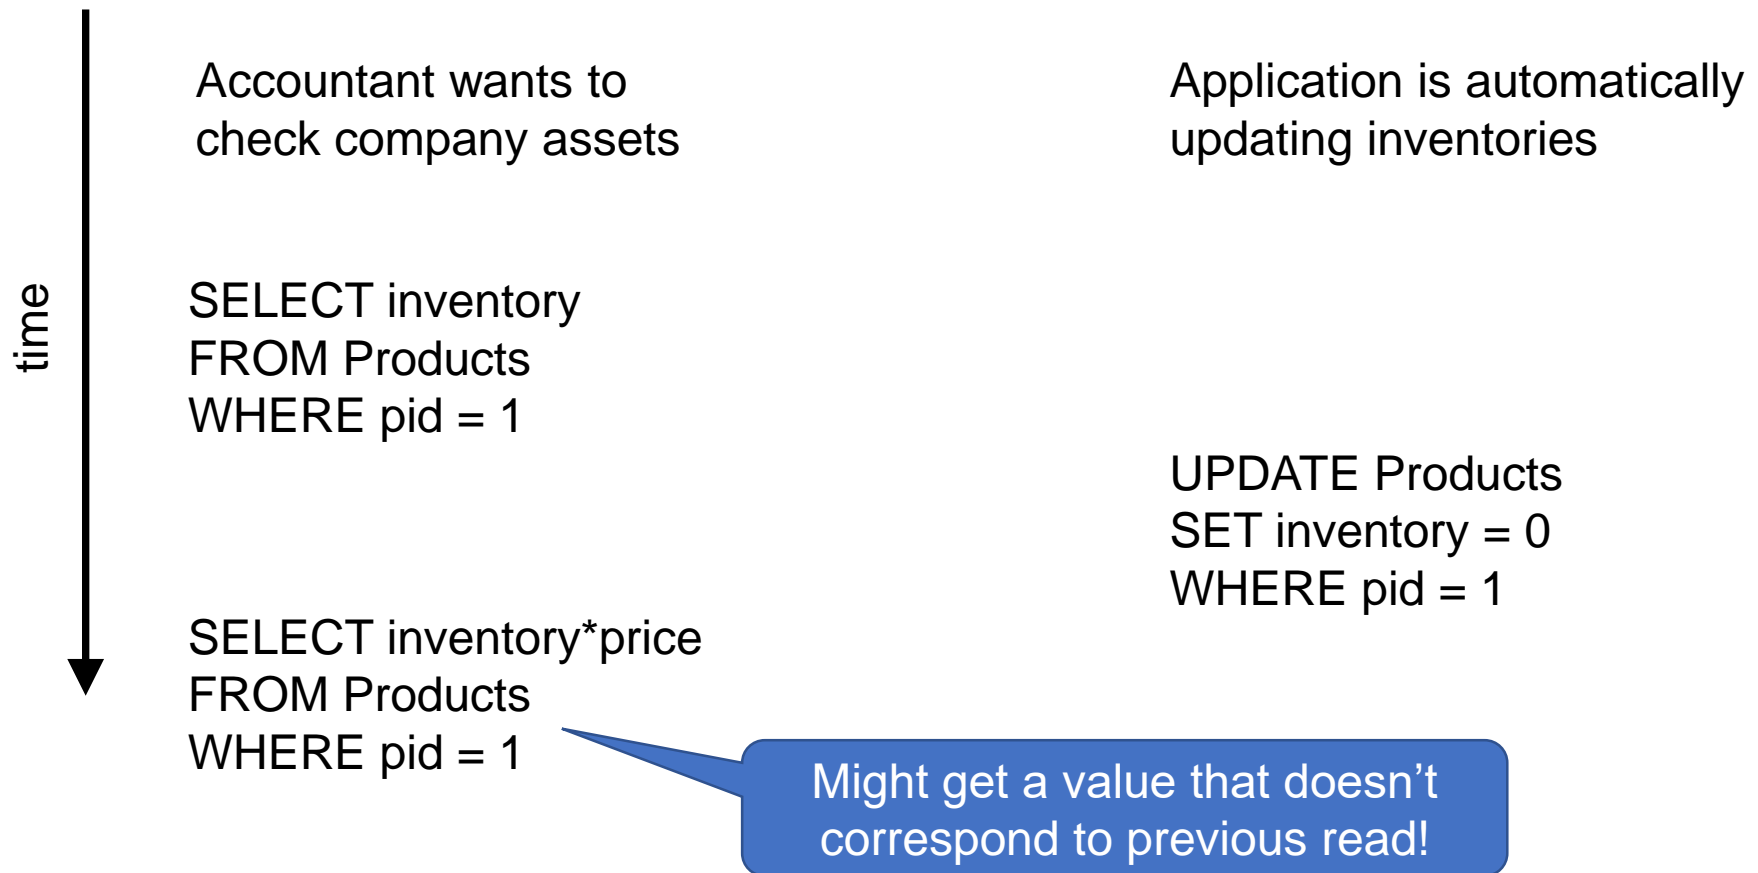 Accountant wants to
check company assets
Application is automatically
updating inventories
time
SELECT inventory
FROM Products
WHERE pid = 1
UPDATE Products
SET inventory = 0
WHERE pid = 1
SELECT inventory*price
FROM Products
WHERE pid = 1
Might get a value that doesn’t
correspond to previous read!